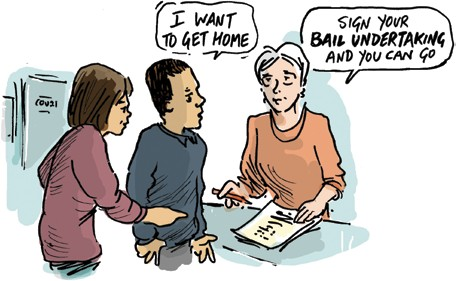 I WANT
TO GET HOME
SIGN YOUR
BAIL UNDERTAKING
AND YOU CAN GO